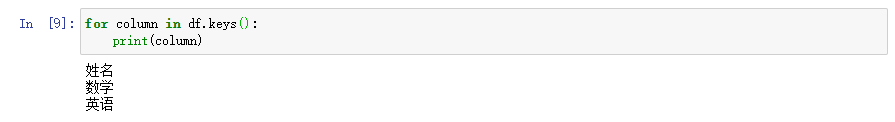 In [9]: for column in df.keys():
print(column)
姓名
数学
英语